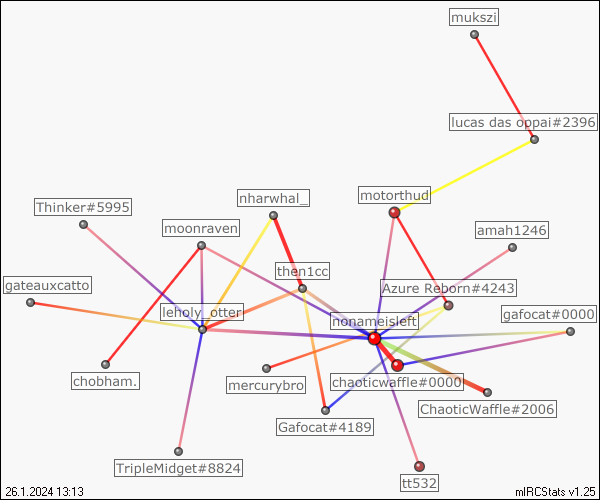 mukszi
lucas das oppai#2396
nharwhal_
motorthud
Thinker#5995
moonraven
amah1246
then1cc
gateauxcatto
Azure Reborn#4243
leholy_otter
nonameisleft
gafocat#0000
chobham.
mercurybro
chaoticwaffle#0000
ChaoticWaffle#2006
Gafocat#4189
TripleMidget#8824
tt532
26.1.2024 13:13
mIRCStats v1.25